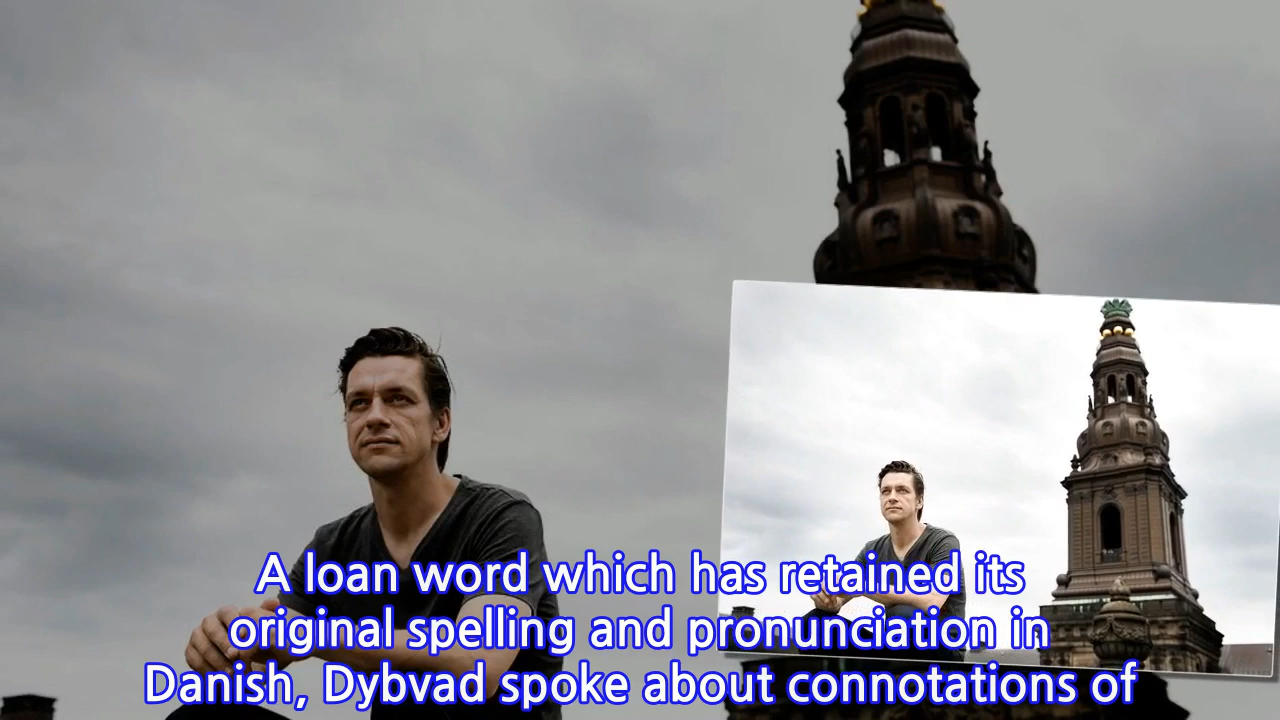 A loan word which has retained its
original spelling and pronunciation in
Danish, Dybvad spoke about connotations of